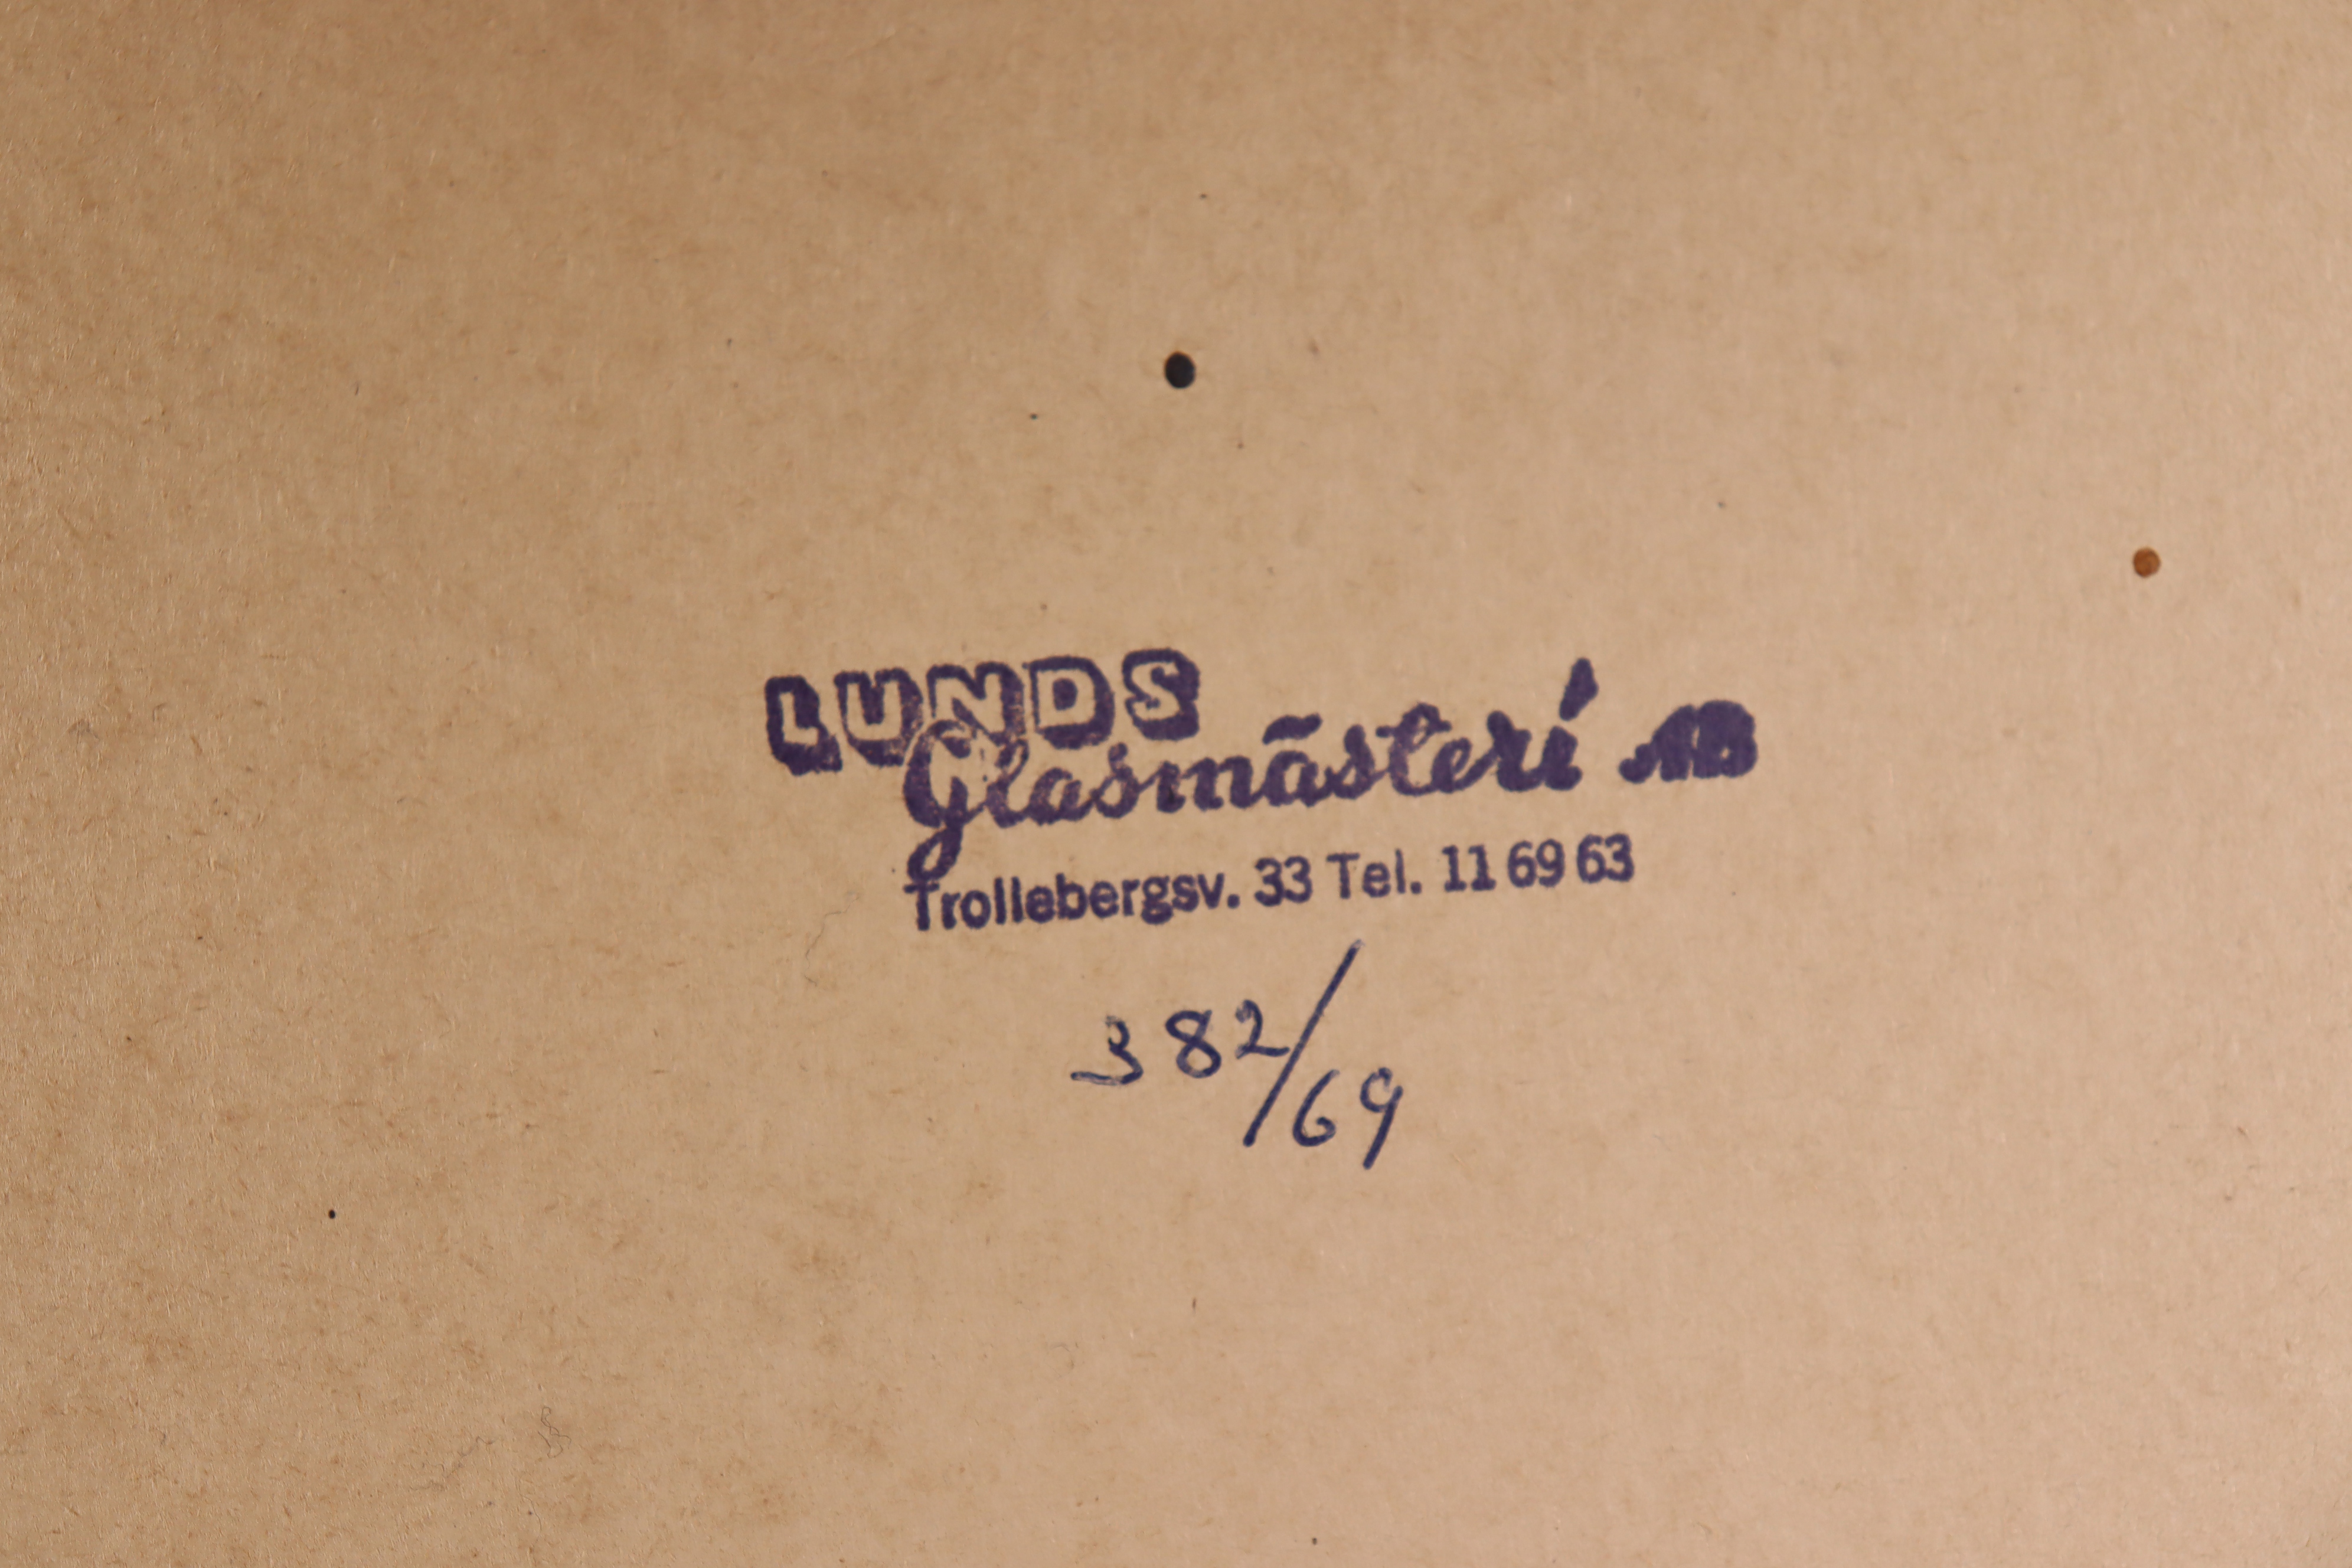 LUNDS
Glasmästeri AB
Trollebergsv. 33 Tel. 11 69 63
382/69